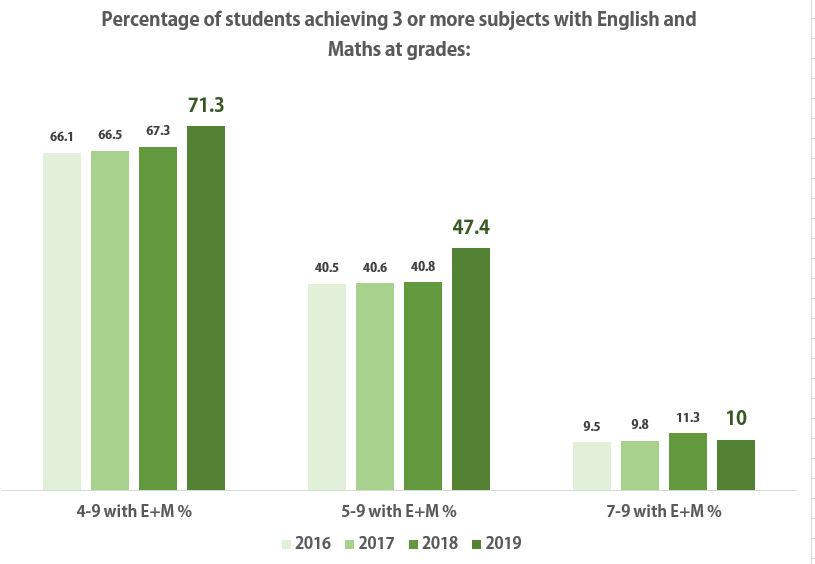 Percentage of students achieving 3 or more subjects with English and
Maths at grades:
66.1 66.5 67.3 71.3
40.5 40.6 40.8 47.4
9.5 9.8 11.3 10
4-9 with E+M % 5-9 with E+M % 7-9 with E+M %
2016 2017 2018 2019